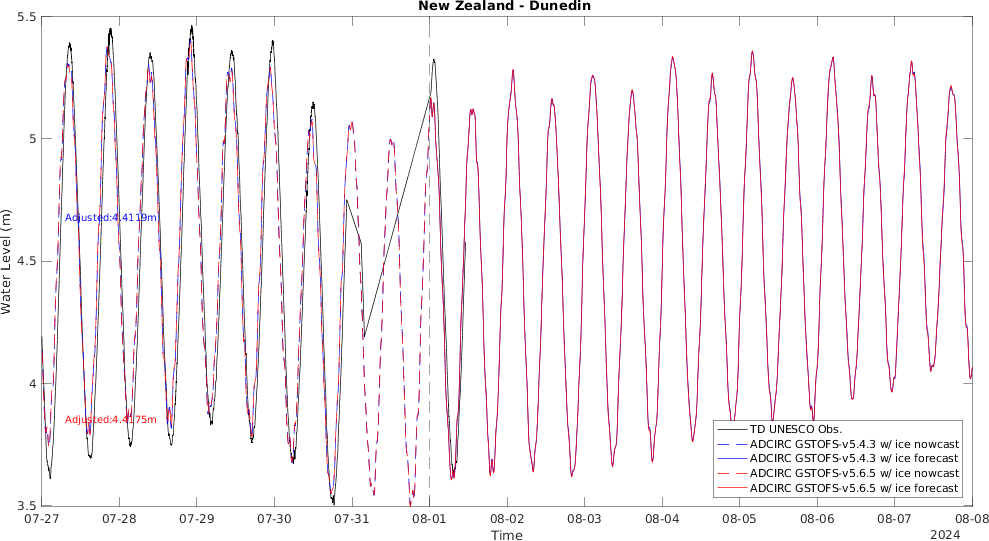 New Zealand - Dunedin
5.5
5
4.5
4
3.5
Water Level (m)
Adjusted:4.4119m
Adjusted:4.4175m
TD UNESCO Obs.
ADCIRC GSTOFS-v5.4.3 w/ ice nowcast
ADCIRC GSTOFS-v5.4.3 w/ ice forecast
ADCIRC GSTOFS-v5.6.5 w/ ice nowcast
ADCIRC GSTOFS-v5.6.5 w/ ice forecast
07-27 07-28 07-29 07-30 07-31 08-01 08-02 08-03 08-04 08-05 08-06 08-07 08-08
Time
2024